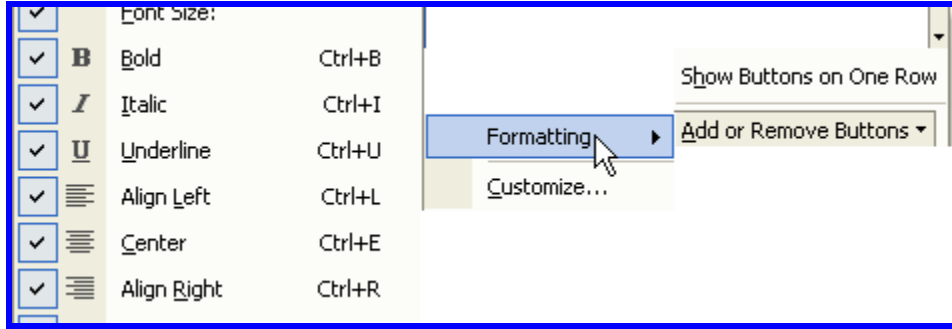 Font Size:
B Bold Ctrl+B
I Italic Ctrl+I
U Underline Ctrl+U
Align Left Ctrl+L
Center Ctrl+E
Align Right Ctrl+R
Formatting
Customize...
Show Buttons on One Row
Add or Remove Buttons